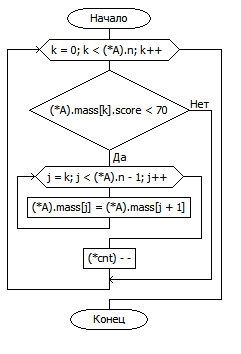 Начало
k = 0; k < (*A).n; k++
(*A).mass[k].score < 70
Нет
Да
j = k; j < (*A).n - 1; j++
(*A).mass[j] = (*A).mass[j + 1]
(*cnt) - -
Конец